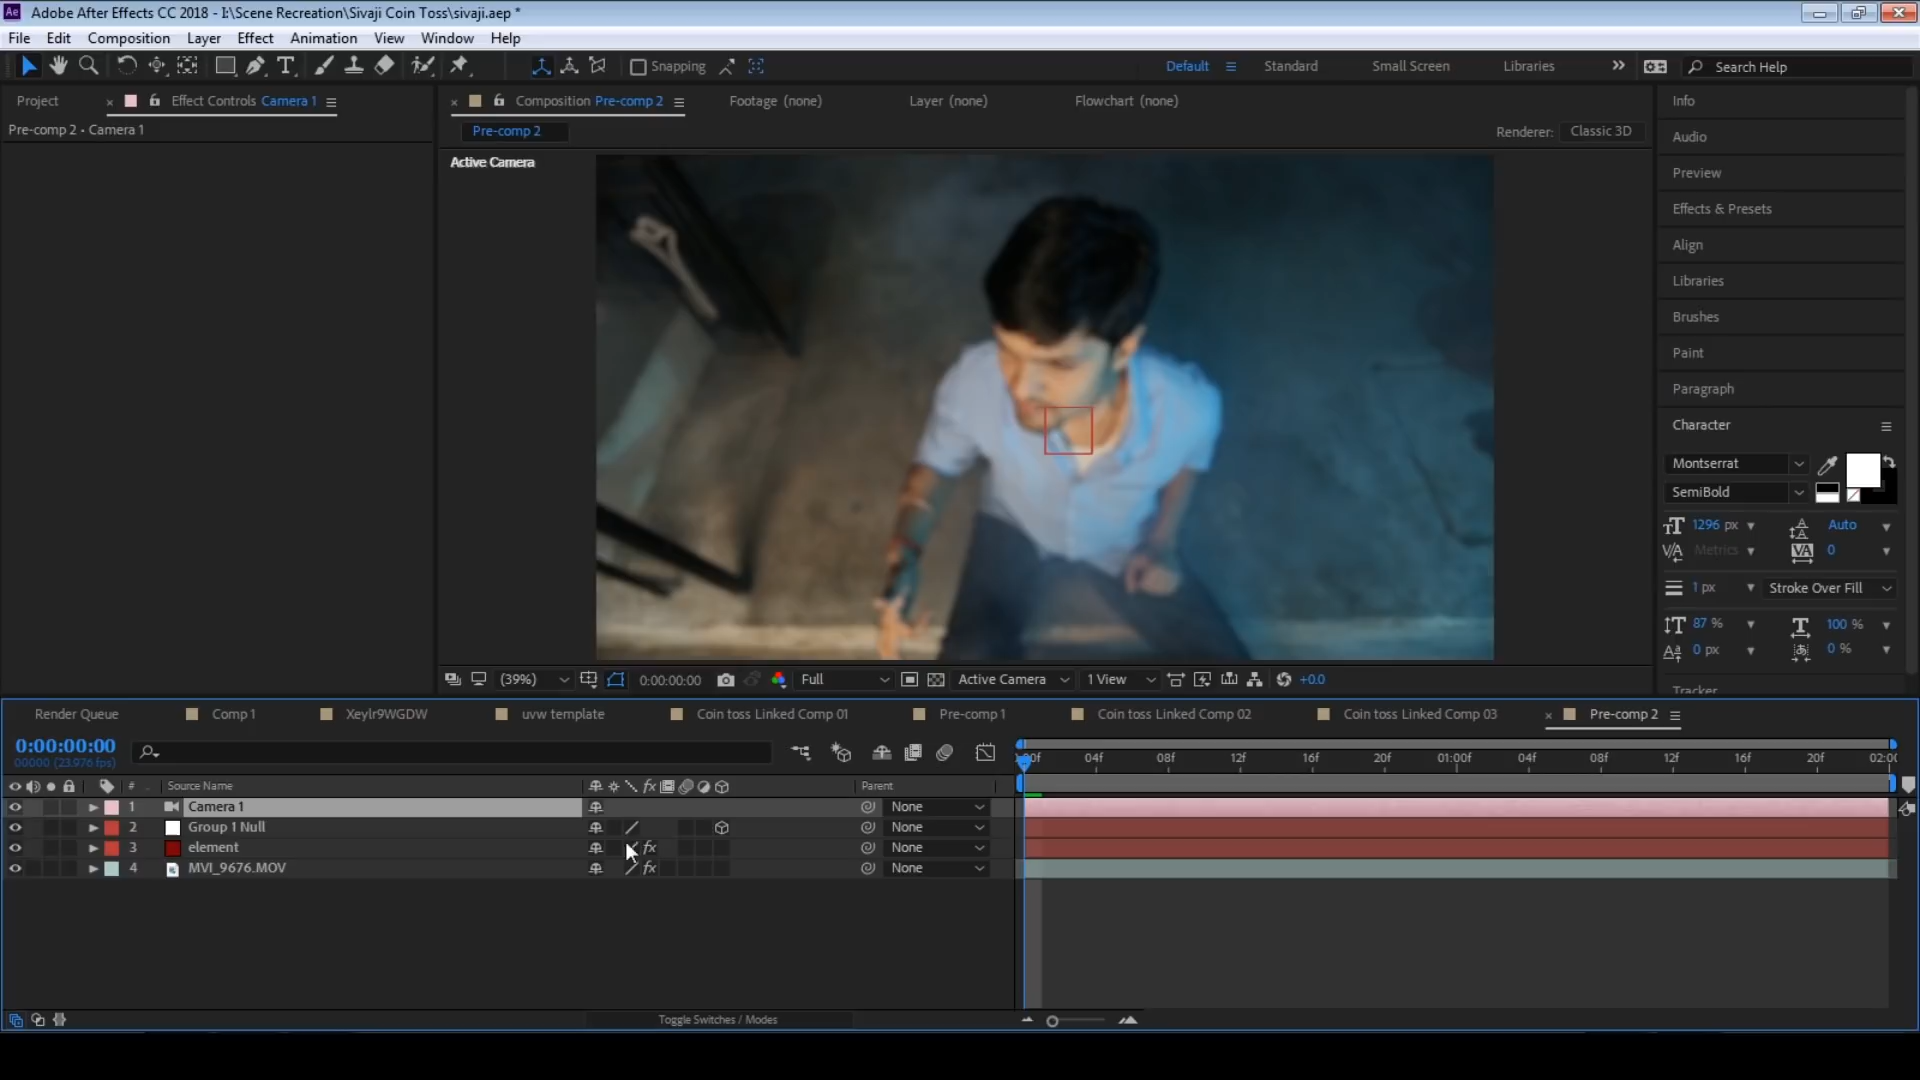 Adobe After Effects CC 2018 - I:\Scene Recreation\Sivaji Coin Toss\sivaji.aep *
File Edit Composition Layer Effect Animation View Window Help
Snapping Default Standard Small Screen Libraries Search Help
Project Effect Controls Camera 1 Composition Pre-comp 2 Footage (none) Layer (none) Flowchart (none)
Pre-comp 2 • Camera 1 Pre-comp 2 Renderer: Classic 3D
Active Camera
Info
Audio
Preview
Effects & Presets
Align
Libraries
Brushes
Paint
Paragraph
Character
Montserrat
SemiBold
1296 px Auto
Metrics 0
1 px Stroke Over Fill
87 % 100 %
0 px 0 %
Tracker
(39%) 0:00:00:00 Full Active Camera 1 View +0.0
Render Queue Comp 1 Xeylr9WGDW uvw template Coin toss Linked Comp 01 Pre-comp 1 Coin toss Linked Comp 02 Coin toss Linked Comp 03 Pre-comp 2
0:00:00:00
00000 (23.976 fps)
04f 08f 12f 16f 20f 01:00f 04f 08f 12f 16f 20f
# Source Name Parent
1 Camera 1 None
2 Group 1 Null None
3 element None
4 MVI_9676.MOV None
Toggle Switches / Modes